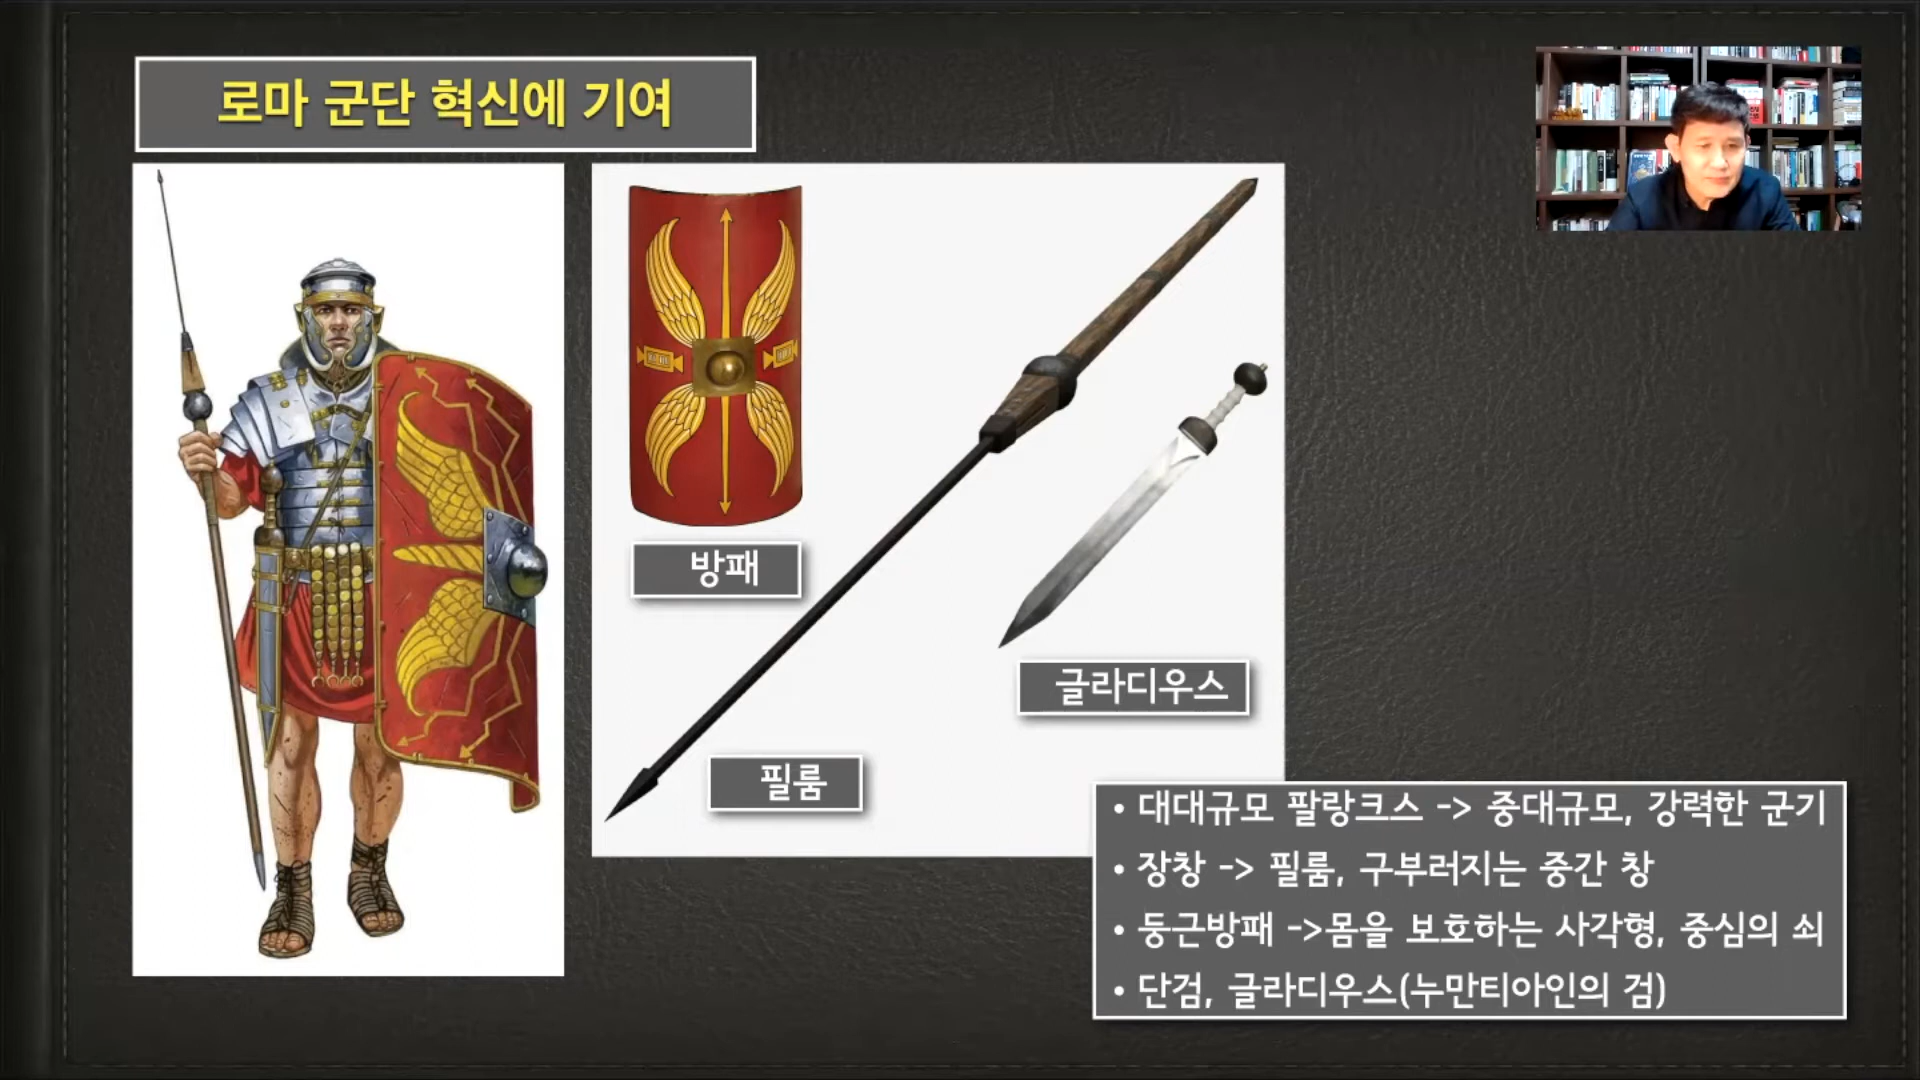 로마 군단 혁신에 기여
방패
글라디우스
필룸
• 대대규모 팔랑크스 -> 중대규모, 강력한 군기
• 장창 -> 필룸, 구부러지는 중간 창
• 둥근방패 ->몸을 보호하는 사각형, 중심의 쇠
• 단검, 글라디우스(누만티아인의 검)